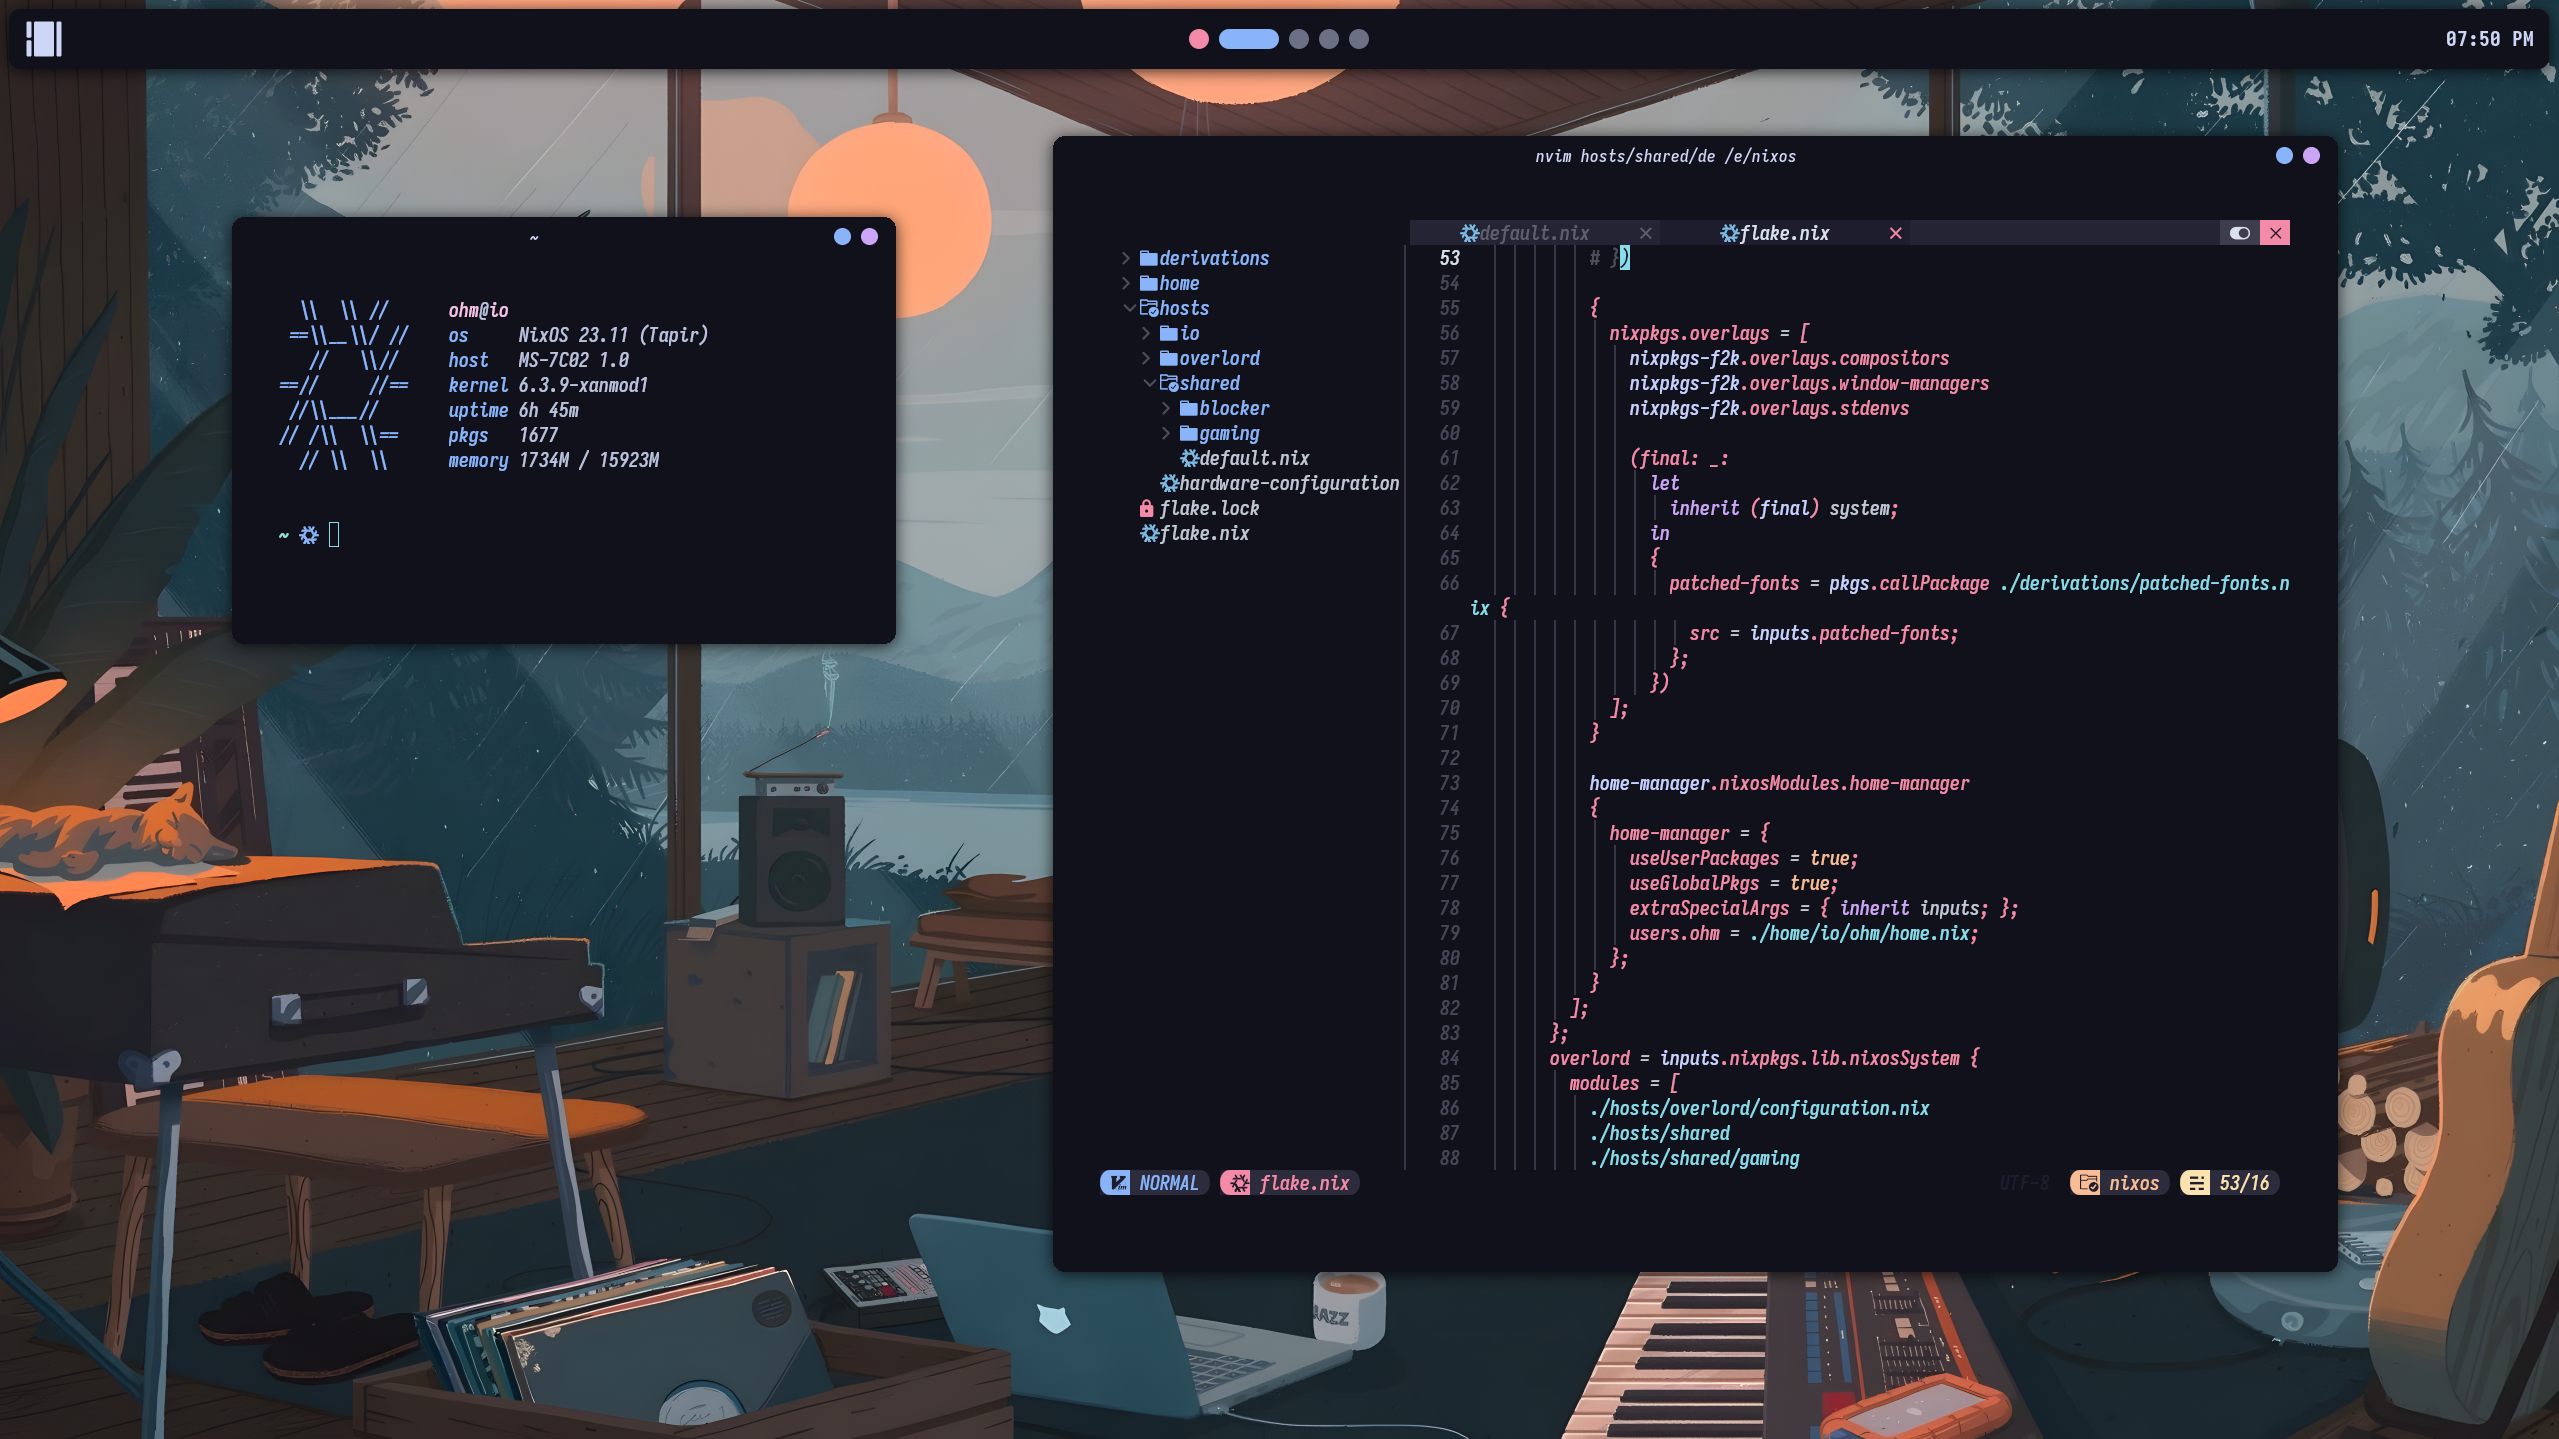 07:50 PM
~
ohm@io
os NixOS 23.11 (Tapir)
host MS-7C02 1.0
kernel 6.3.9-xanmod1
uptime 6h 45m
pkgs 1677
memory 1734M / 15923M
~
nvim hosts/shared/de /e/nixos
default.nix
flake.nix
derivations
home
hosts
io
overlord
shared
blocker
gaming
default.nix
hardware-configuration
flake.lock
flake.nix
53 # })
54
55 {
56 nixpkgs.overlays = [
57 nixpkgs-f2k.overlays.compositors
58 nixpkgs-f2k.overlays.window-managers
59 nixpkgs-f2k.overlays.stdenvs
60
61 (final: _:
62 let
63 inherit (final) system;
64 in
65 {
66 patched-fonts = pkgs.callPackage ./derivations/patched-fonts.n
ix {
67 src = inputs.patched-fonts;
68 };
69 })
70 ];
71 }
72
73 home-manager.nixosModules.home-manager
74 {
75 home-manager = {
76 useUserPackages = true;
77 useGlobalPkgs = true;
78 extraSpecialArgs = { inherit inputs; };
79 users.ohm = ./home/io/ohm/home.nix;
80 };
81 }
82 ];
83 };
84 overlord = inputs.nixpkgs.lib.nixosSystem {
85 modules = [
86 ./hosts/overlord/configuration.nix
87 ./hosts/shared
88 ./hosts/shared/gaming
NORMAL flake.nix UTF-8 nixos 53/16
JAZZ